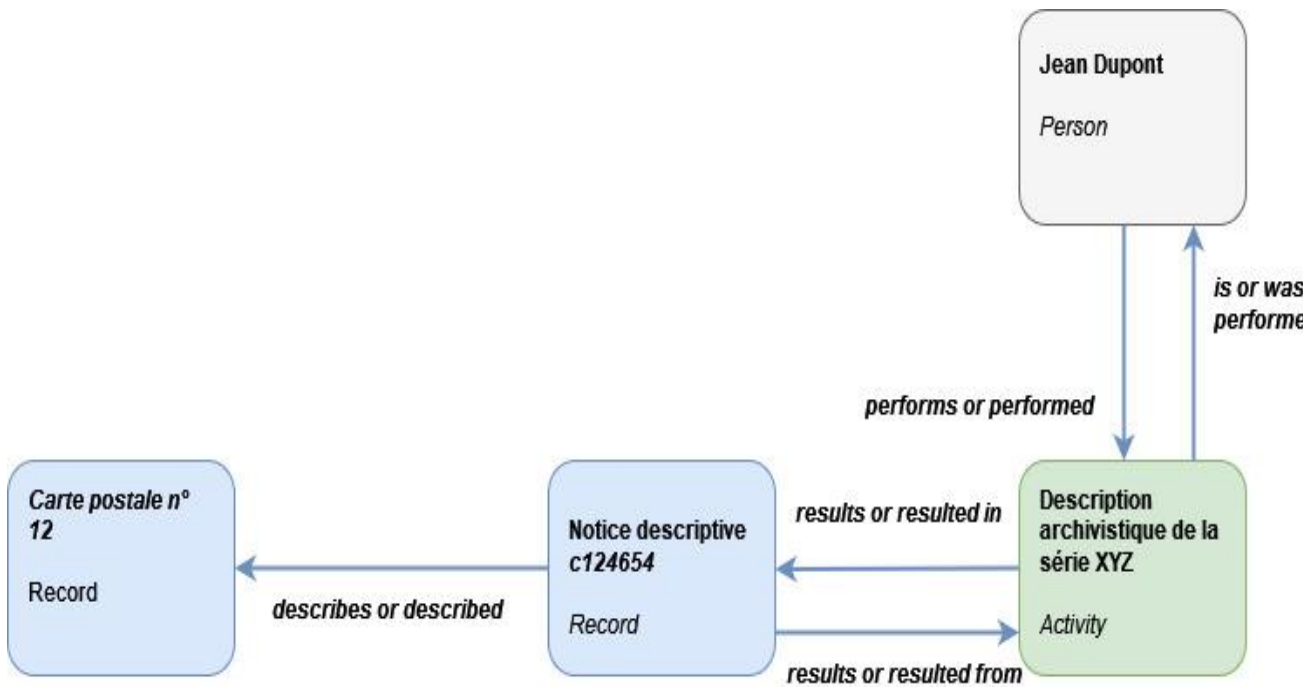 Jean Dupont
Person
is or was
performe
performs or performed
Carte postale n°
12
Record
describes or described
Notice descriptive
c124654
Record
results or resulted in
results or resulted from
Description
archivistique de la
série XYZ
Activity